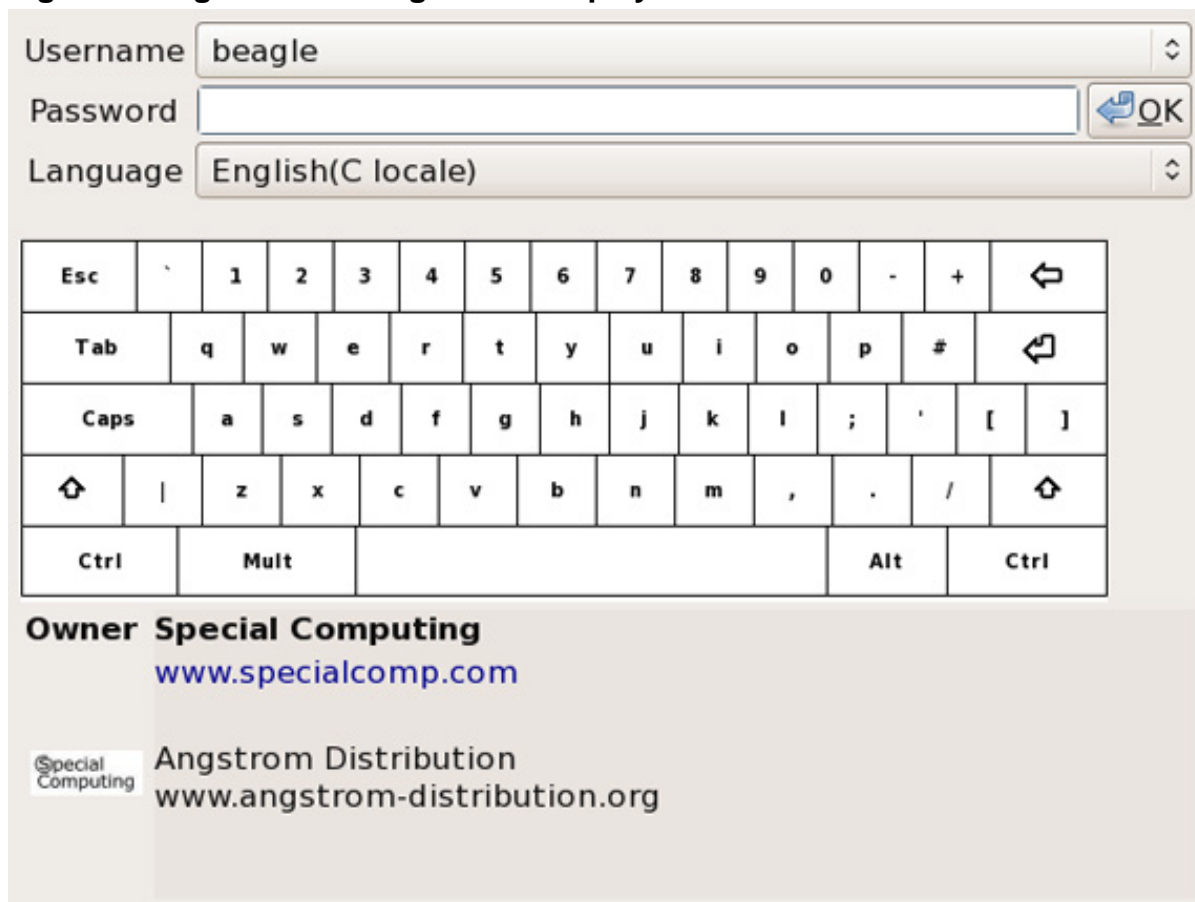 Username beagle
Password OK
Language English(C locale)
Esc ` 1 2 3 4 5 6 7 8 9 0 - +
Tab q w e r t y u i o p #
Caps a s d f g h j k l ; ' [ ]
| z x c v b n m , . /
Ctrl Mult Alt Ctrl
Owner Special Computing
www.specialcomp.com
Special
Computing
Angstrom Distribution
www.angstrom-distribution.org